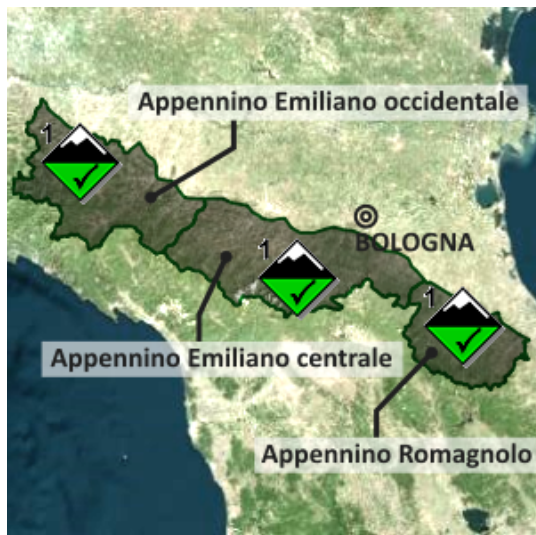 Appennino Emiliano occidentale
1
BOLOGNA
1
1
Appennino Emiliano centrale
Appennino Romagnolo